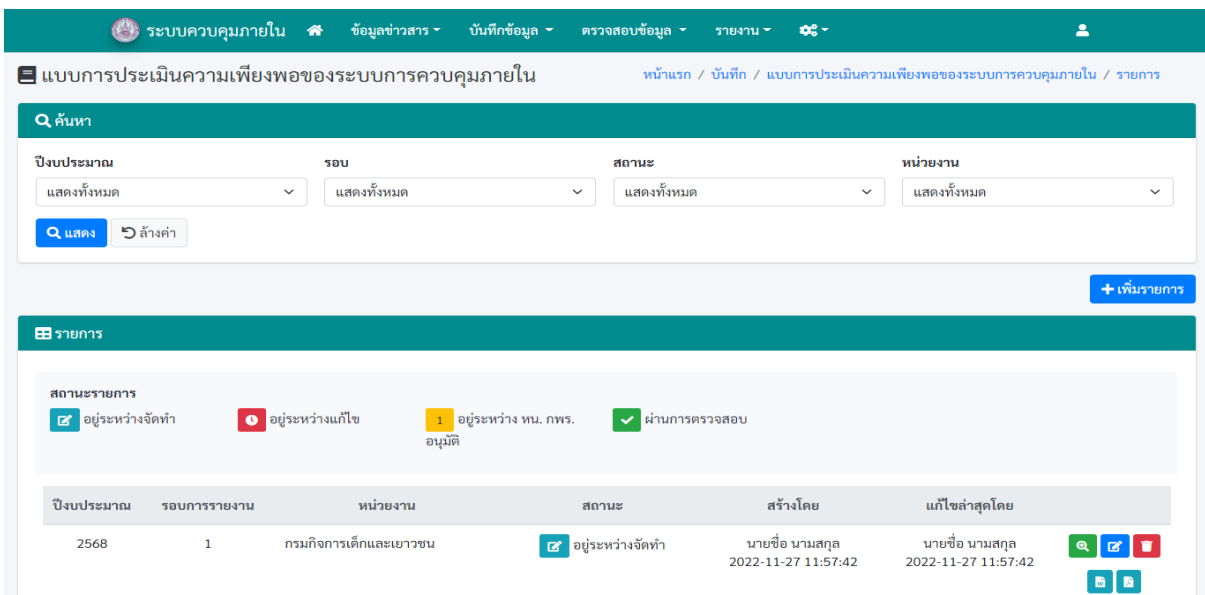 ระบบควบคุมภายใน ข้อมูลข่าวสาร บันทึกข้อมูล ตรวจสอบข้อมูล รายงาน
แบบการประเมินความเพียงพอของระบบการควบคุมภายใน หน้าแรก / บันทึก / แบบการประเมินความเพียงพอของระบบการควบคุมภายใน / รายการ
ค้นหา
ปีงบประมาณ รอบ สถานะ หน่วยงาน
แสดงทั้งหมด แสดงทั้งหมด แสดงทั้งหมด แสดงทั้งหมด
แสดง ล้างค่า
เพิ่มรายการ
รายการ
สถานะรายการ
อยู่ระหว่างจัดทำ อยู่ระหว่างแก้ไข 1 อยู่ระหว่าง หน. กพร. ผ่านการตรวจสอบ
อนุมัติ
ปีงบประมาณ รอบการรายงาน หน่วยงาน สถานะ สร้างโดย แก้ไขล่าสุดโดย
2568 1 กรมกิจการเด็กและเยาวชน อยู่ระหว่างจัดทำ นายชื่อ นามสกุล นายชื่อ นามสกุล
2022-11-27 11:57:42 2022-11-27 11:57:42